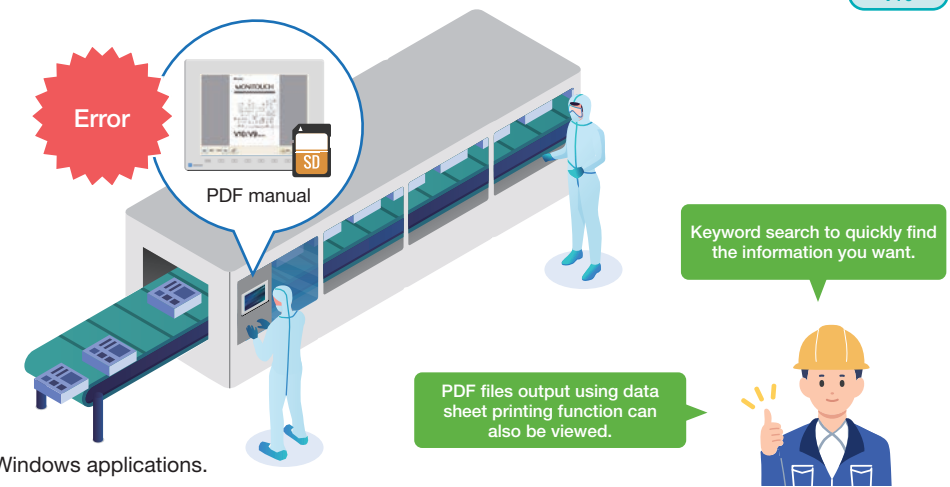 Error
MONITOUCH
SD
PDF manual
Keyword search to quickly find
the information you want.
PDF files output using data
sheet printing function can
also be viewed.
Windows applications.